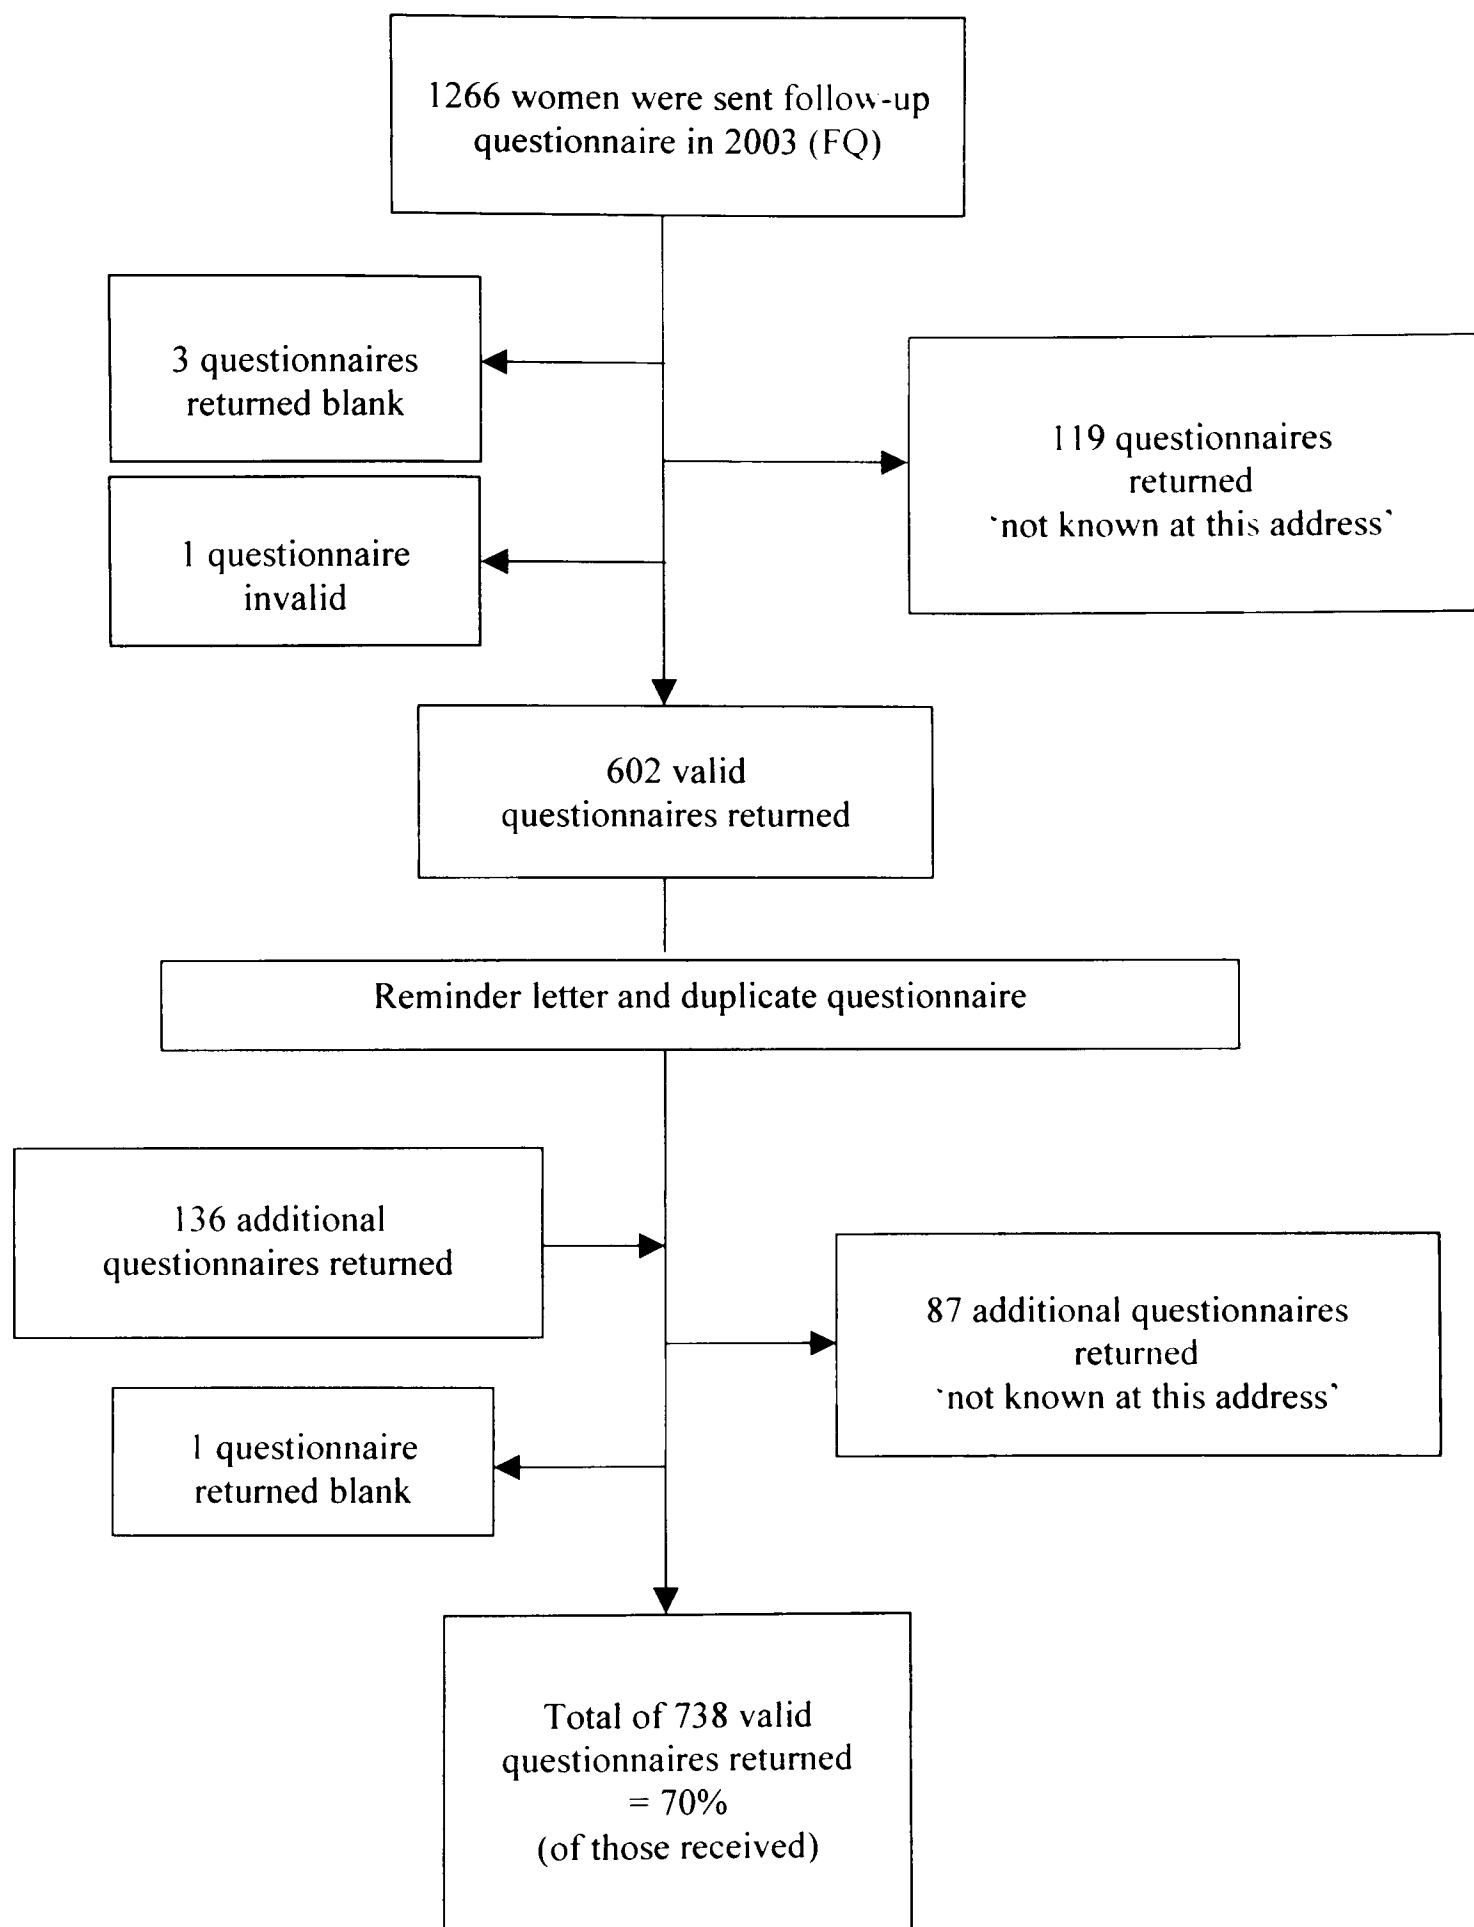 1266 women were sent follow-up
questionnaire in 2003 (FQ)
3 questionnaires
returned blank
119 questionnaires
returned
‘not known at this address’
1 questionnaire
invalid
602 valid
questionnaires returned
Reminder letter and duplicate questionnaire
136 additional
questionnaires returned
87 additional questionnaires
returned
‘not known at this address’
1 questionnaire
returned blank
Total of 738 valid
questionnaires returned
= 70%
(of those received)